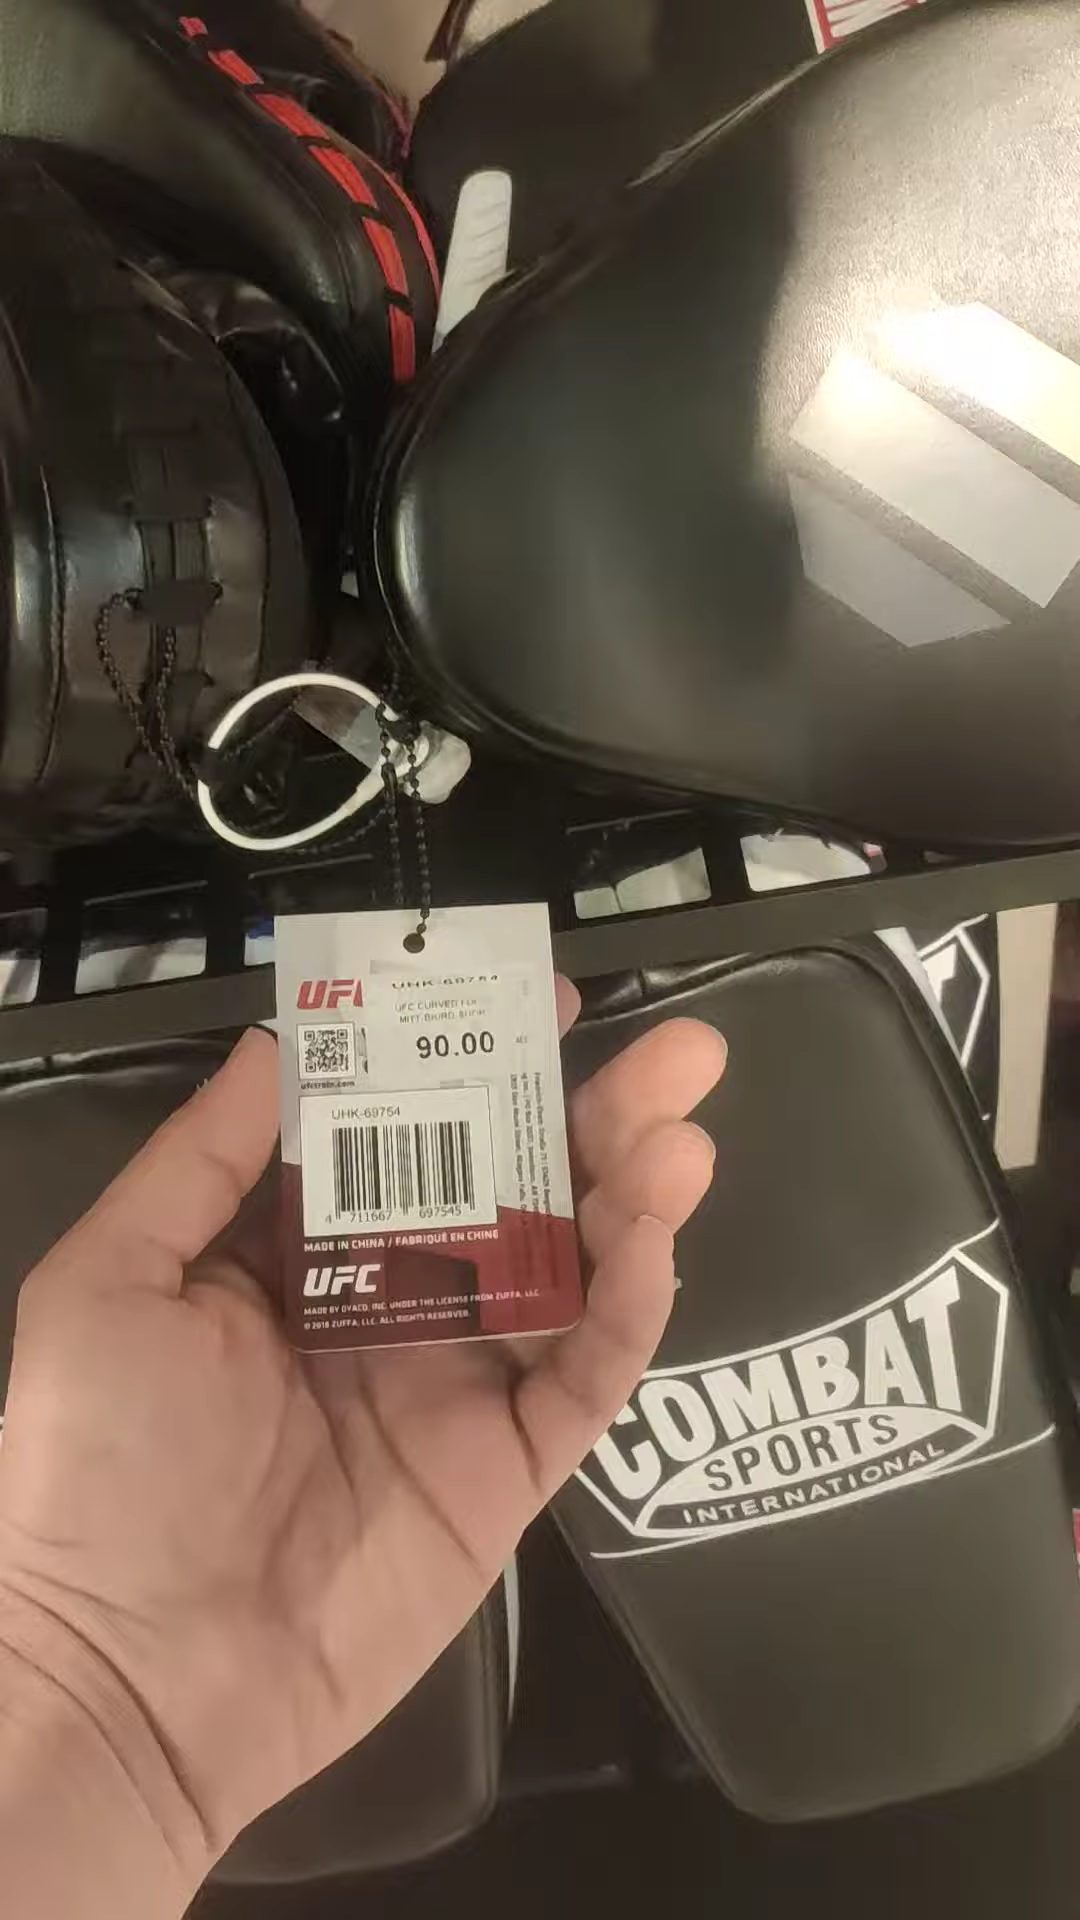 UFC
UHK-69754
UFC CURVED
MITT
90.00
ufctrain.com
UHK-69754
4 711667 697545
MADE IN CHINA / FABRIQUÉ EN CHINE
UFC
MADE BY DYACO, INC. UNDER THE LICENSE FROM ZUFFA, LLC.
© 2018 ZUFFA, LLC. ALL RIGHTS RESERVED.
COMBAT
SPORTS
INTERNATIONAL